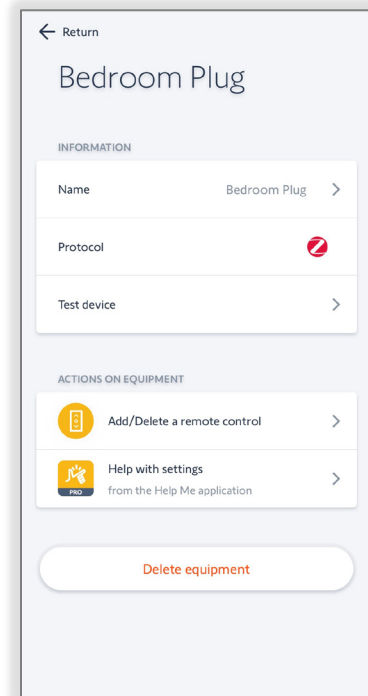 Return
Bedroom Plug
INFORMATION
Name
Bedroom Plug
Protocol
Test device
ACTIONS ON EQUIPMENT
Add/Delete a remote control
Help with settings
PRO
from the Help Me application
Delete equipment